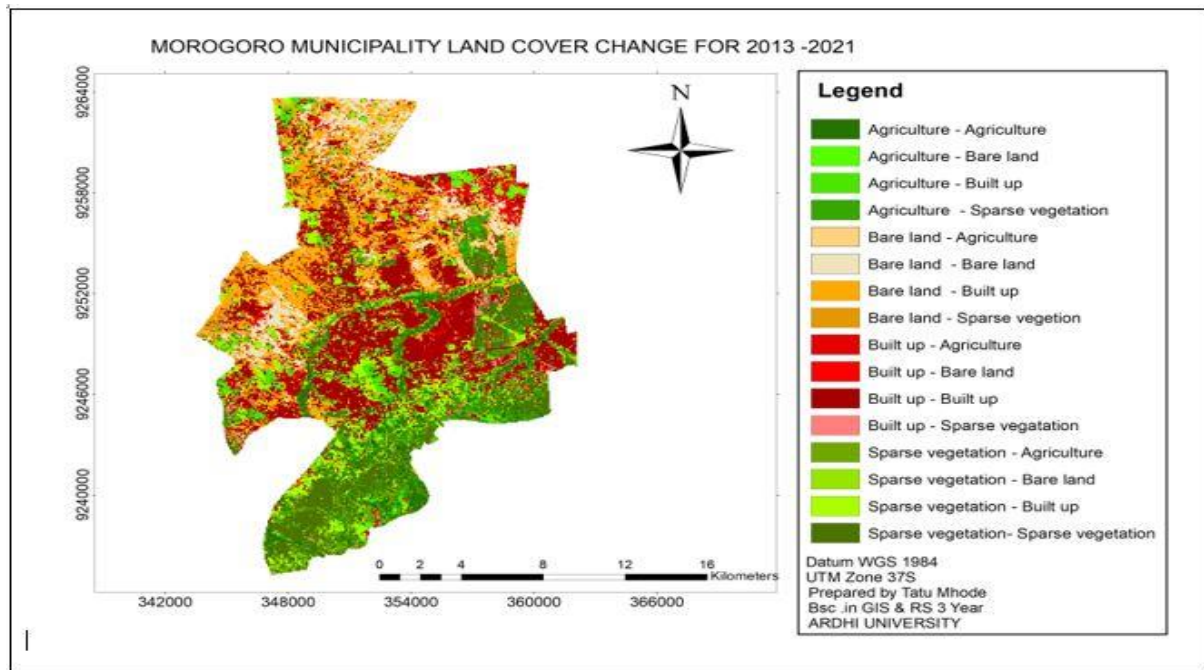 MOROGORO MUNICIPALITY LAND COVER CHANGE FOR 2013 -2021
9264000
9258000
9252000
9246000
9240000
N
0 2 4 8 12 16
Kilometers
342000 348000 354000 360000 366000
Legend
Agriculture - Agriculture
Agriculture - Bare land
Agriculture - Built up
Agriculture - Sparse vegetation
Bare land - Agriculture
Bare land - Bare land
Bare land - Built up
Bare land - Sparse vegetion
Built up - Agriculture
Built up - Bare land
Built up - Built up
Built up - Sparse vegatation
Sparse vegetation - Agriculture
Sparse vegetation - Bare land
Sparse vegetation - Built up
Sparse vegetation- Sparse vegetation
Datum WGS 1984
UTM Zone 37S
Prepared by Tatu Mhode
Bsc .in GIS & RS 3 Year
ARDHI UNIVERSITY